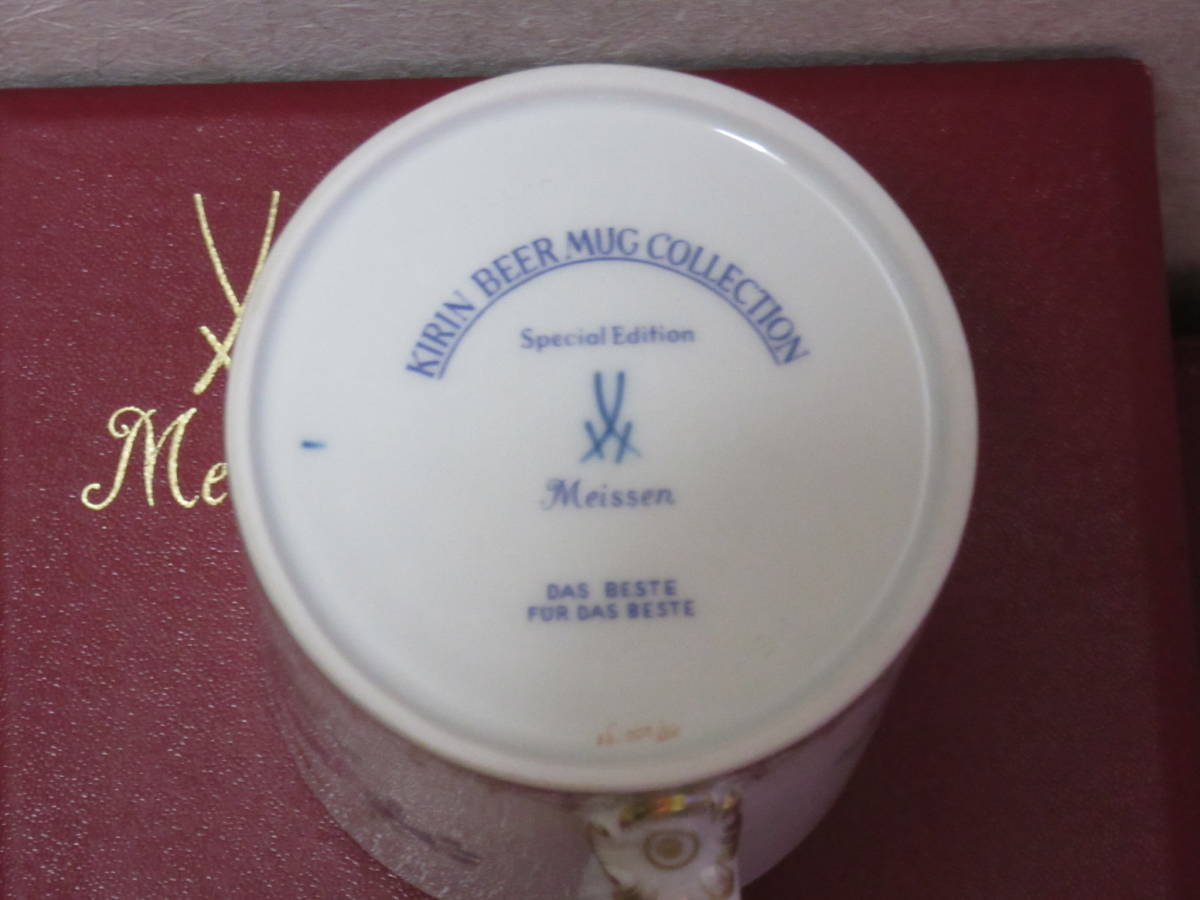 KIRIN BEER MUG COLLECTION
Special Edition
Meissen
DAS BESTE
FÜR DAS BESTE
Me